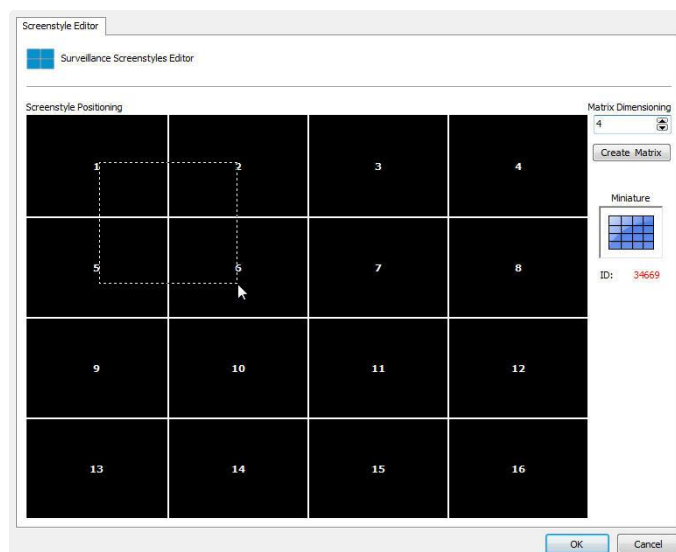 Screenstyle Editor
Surveillance Screenstyles Editor
Screenstyle Positioning
Matrix Dimensioning
4
Create Matrix
Miniature
ID: 34669
1 2 3 4
5 6 7 8
9 10 11 12
13 14 15 16
OK Cancel